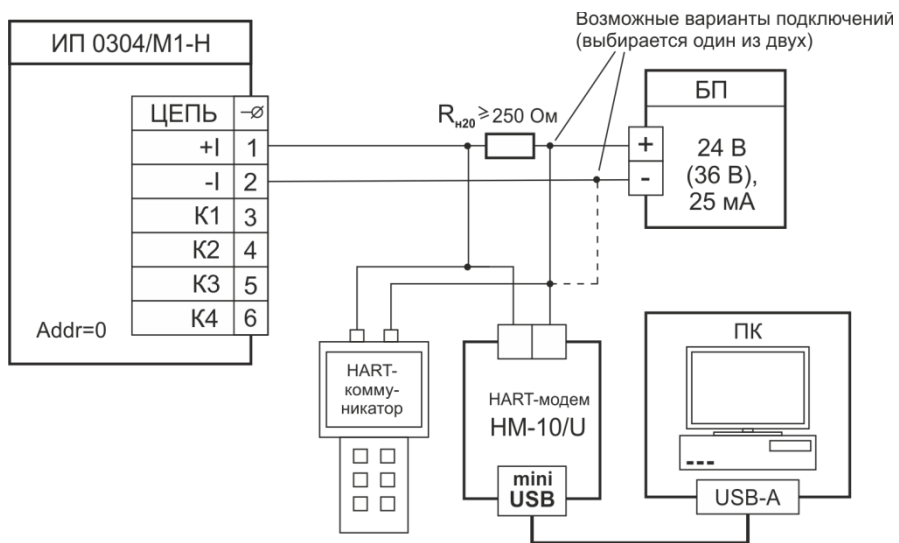 Возможные варианты подключений
(выбирается один из двух)
ИП 0304/М1-Н
ЦЕПЬ
+I 1
-I 2
К1 3
К2 4
К3 5
К4 6
Addr=0
Rн20 ≥ 250 Ом
БП
+
-
24 В
(36 В),
25 мА
HART-
комму-
никатор
HART-модем
НМ-10/U
mini
USB
ПК
USB-A